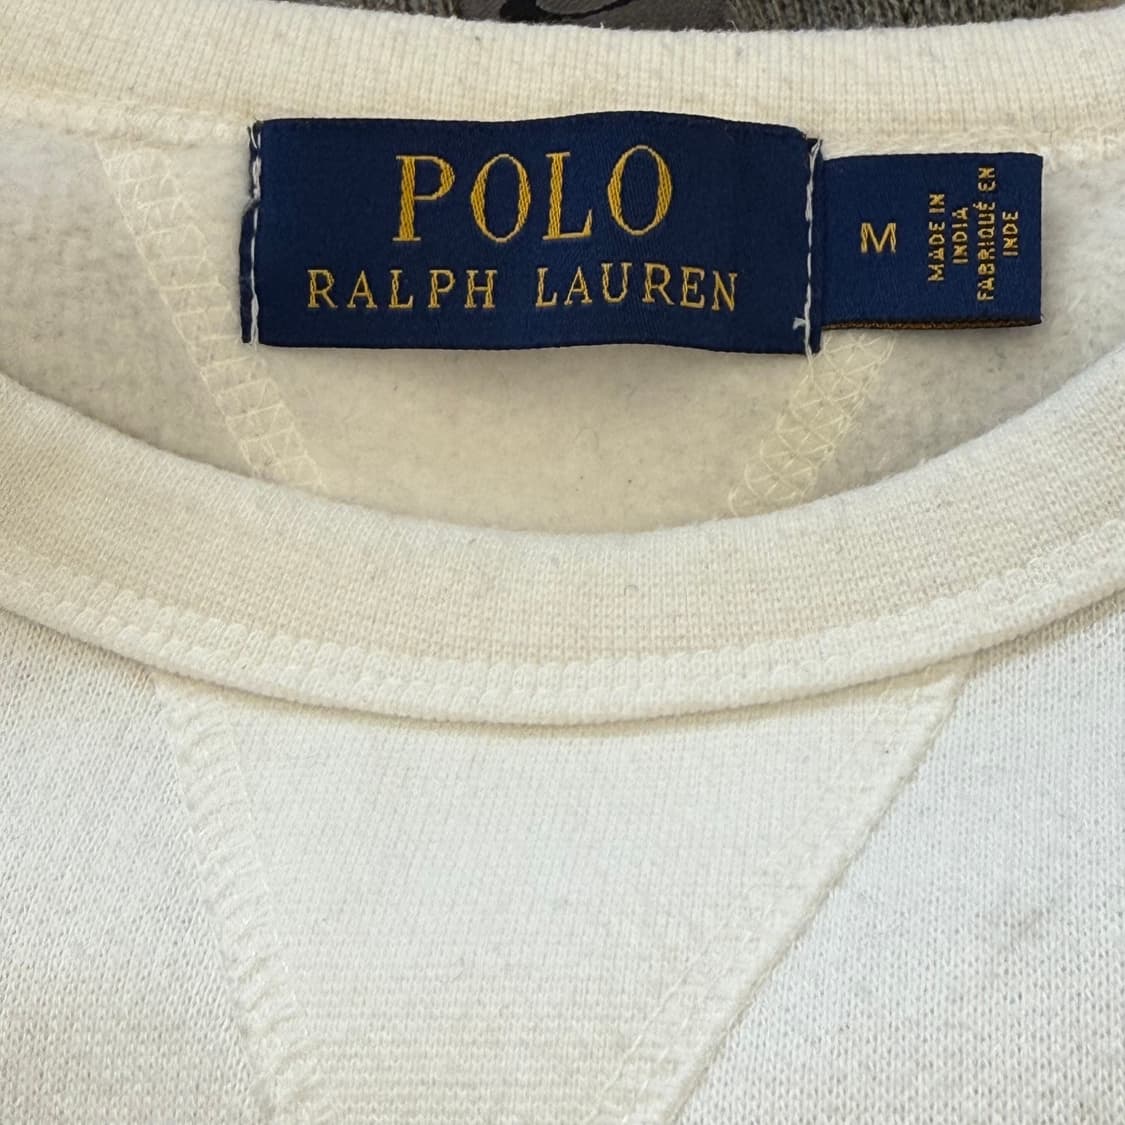 POLO
RALPH LAUREN
M
MADE IN
INDIA
FABRIQUÉ EN
INDE